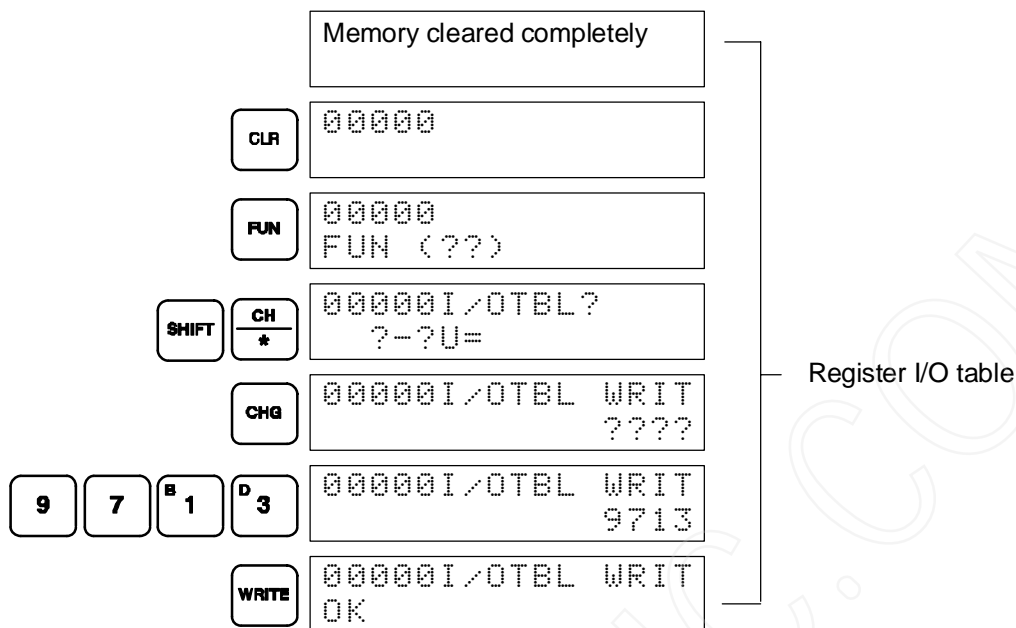 Memory cleared completely
CLR
00000
FUN
00000
FUN (??)
SHIFT CH *
00000I/OTBL?
?-?U=
CHG
00000I/OTBL WRIT
????
9 7 B 1 D 3
00000I/OTBL WRIT
9713
WRITE
00000I/OTBL WRIT
OK
Register I/O table